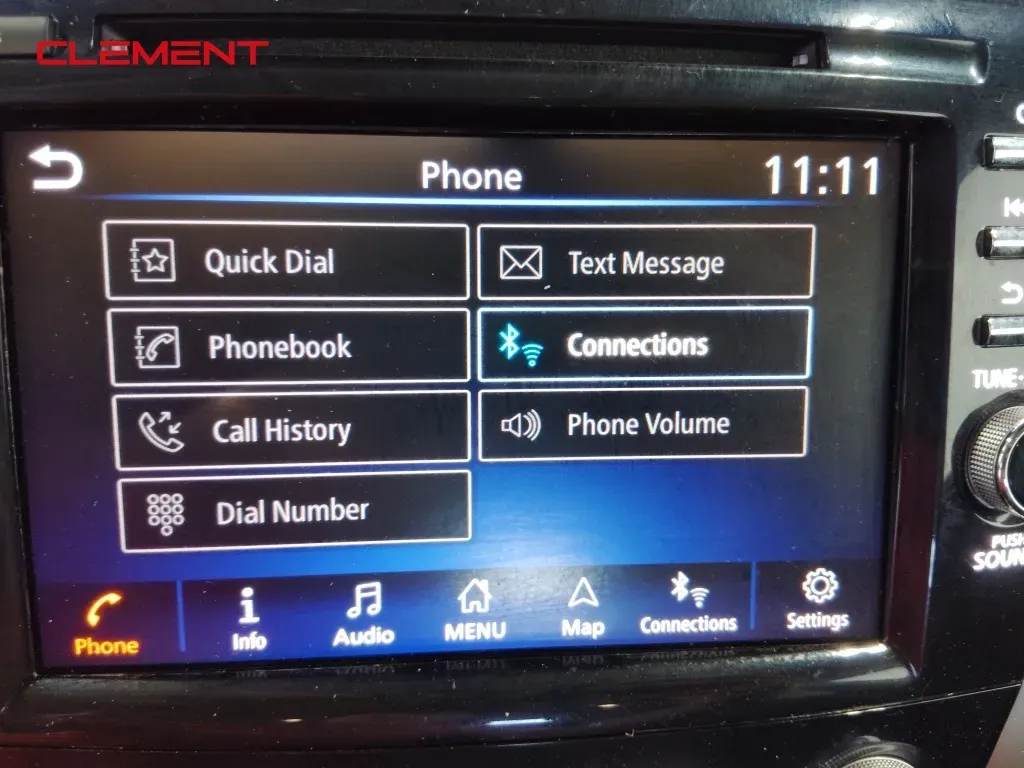 CLEMENT
Phone
11:11
Quick Dial
Text Message
Phonebook
Connections
Call History
Phone Volume
Dial Number
Phone
Info
Audio
MENU
Map
Connections
Settings
TUNE
PUSH
SOUN